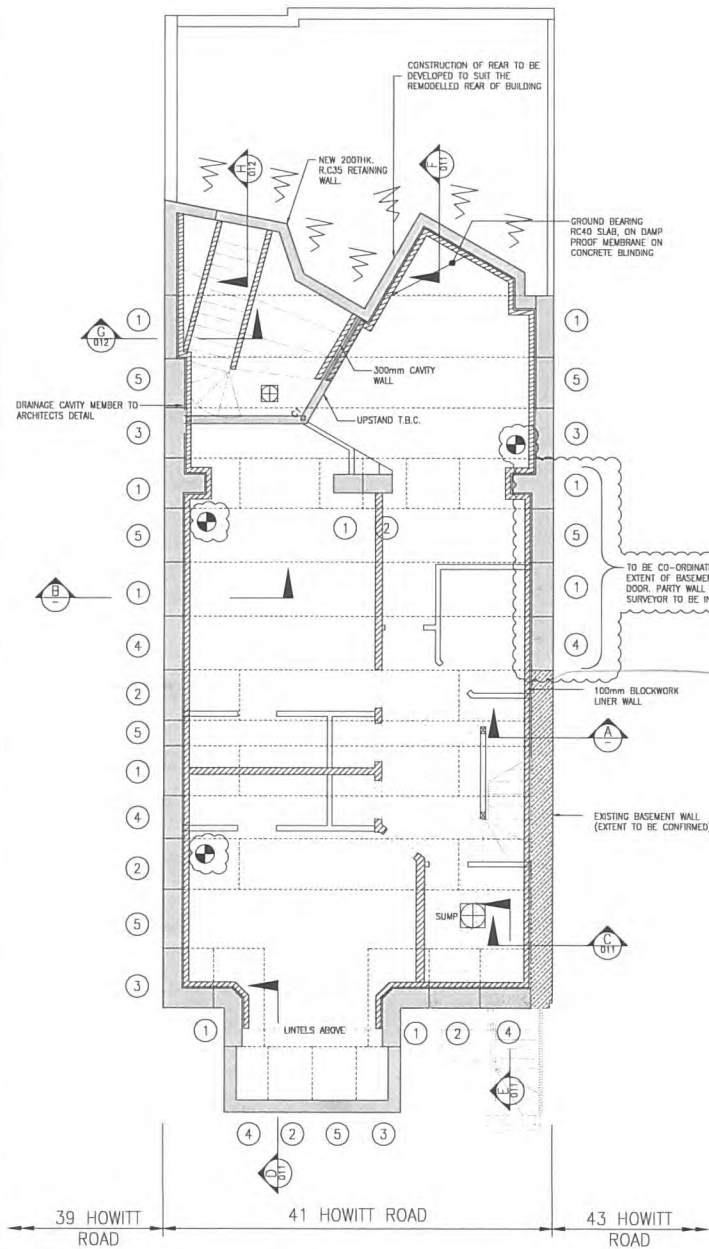 CONSTRUCTION OF REAR TO BE
DEVELOPED TO SUIT THE
REMODELLED REAR OF BUILDING
H
012
F
011
NEW 200THK.
R.C35 RETAINING
WALL.
GROUND BEARING
RC40 SLAB, ON DAMP
PROOF MEMBRANE ON
CONCRETE BLINDING
1
1
G
012
300mm CAVITY
WALL
5
5
DRAINAGE CAVITY MEMBER TO
ARCHITECTS DETAIL
UPSTAND T.B.C.
3
3
1
1
1
2
5
5
TO BE CO-ORDINAT
EXTENT OF BASEMEN
DOOR. PARTY WALL
SURVEYOR TO BE IN
B
-
1
1
4
4
2
100mm BLOCKWORK
LINER WALL
5
A
-
1
4
EXISTING BASEMENT WALL
(EXTENT TO BE CONFIRMED)
2
SUMP
5
C
011
3
1
LINTELS ABOVE
1
2
4
E
011
4
2
5
3
D
011
39 HOWITT
ROAD
41 HOWITT ROAD
43 HOWITT
ROAD